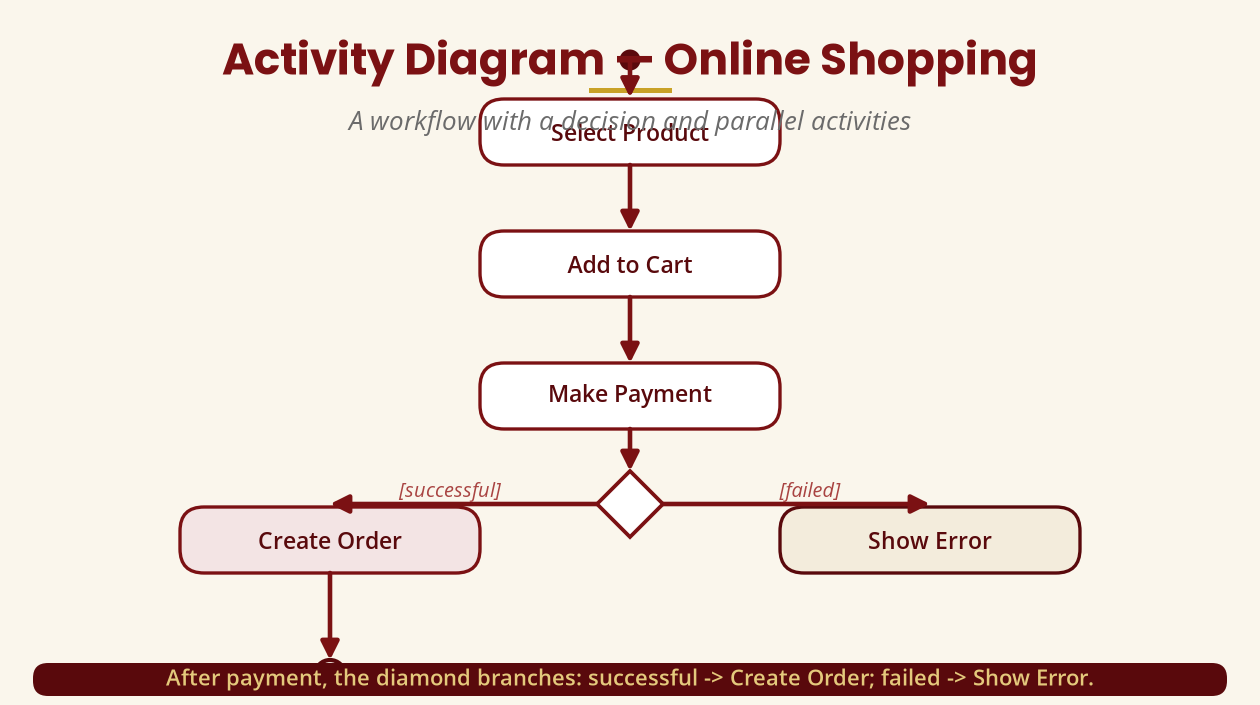 Activity Diagram — Online Shopping
A workflow with a decision and parallel activities
Select Product
Add to Cart
Make Payment
[successful]
[failed]
Create Order
Show Error
After payment, the diamond branches: successful -> Create Order; failed -> Show Error.